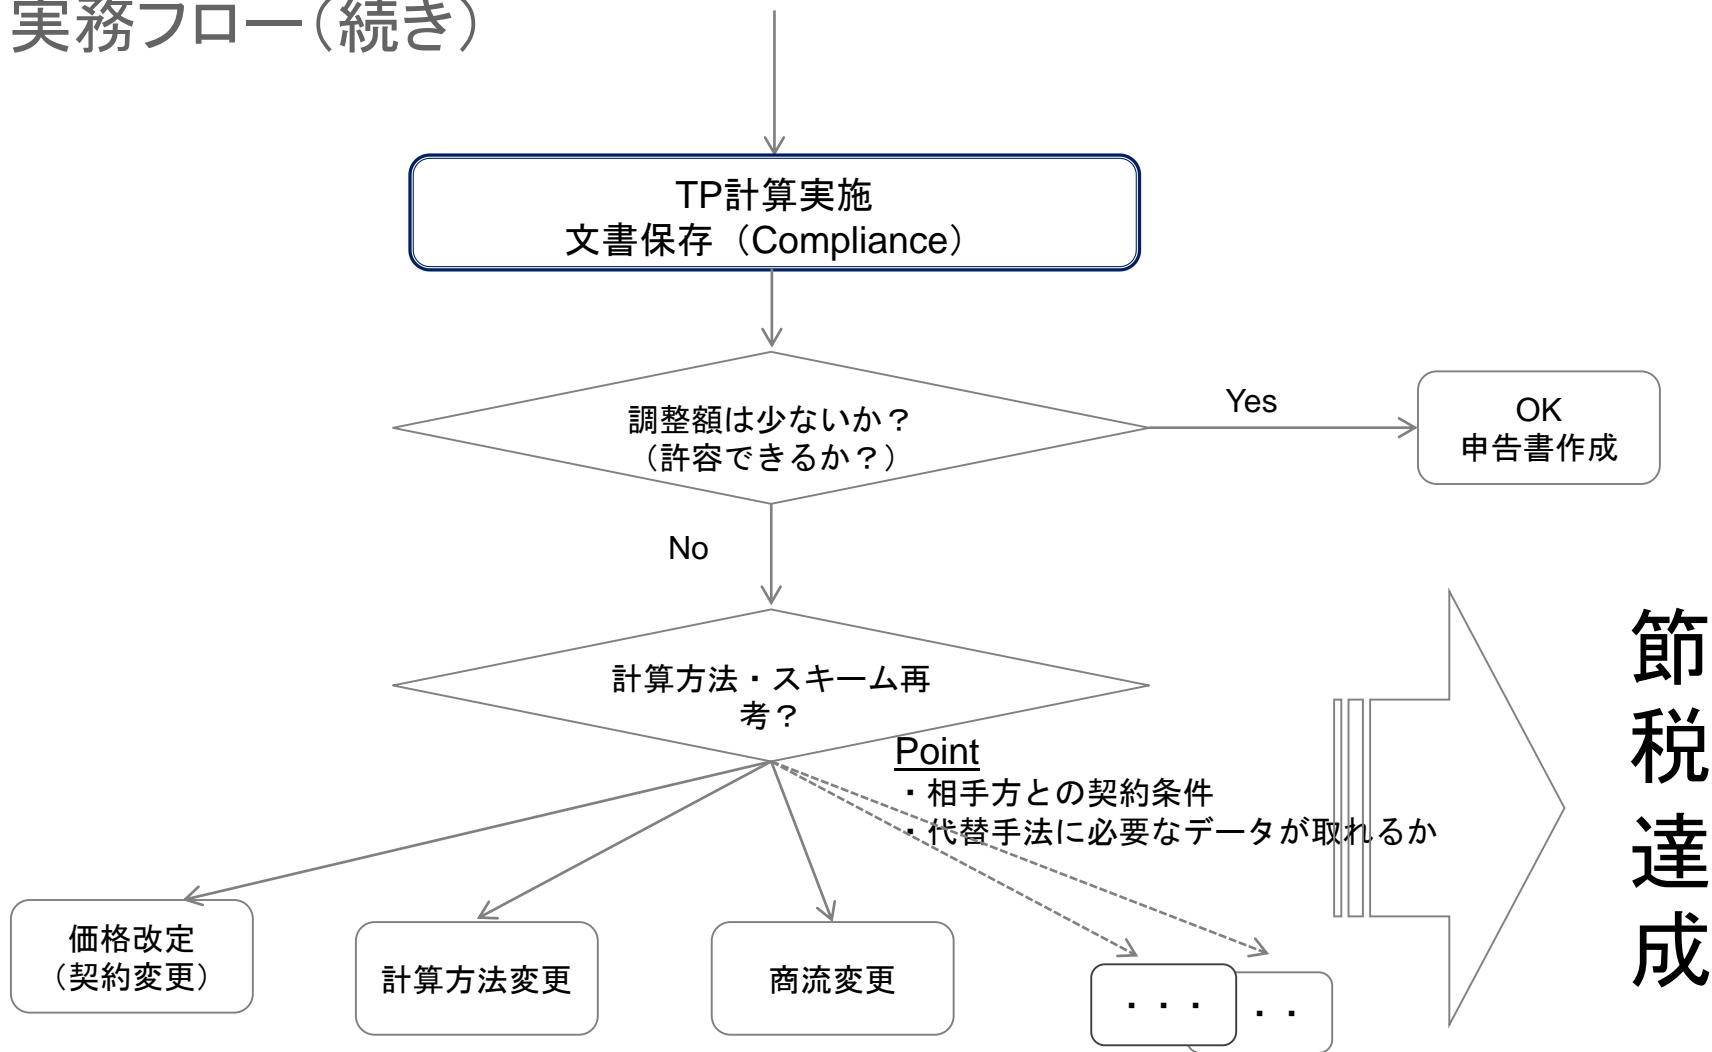 実務フロー（続き）
TP計算実施
文書保存（Compliance）
調整額は少ないか？
（許容できるか？）
Yes
OK
申告書作成
No
計算方法・スキーム再
考？
Point
・相手方との契約条件
・代替手法に必要なデータが取れるか
節税達成
価格改定
（契約変更）
計算方法変更
商流変更
・・・
・・